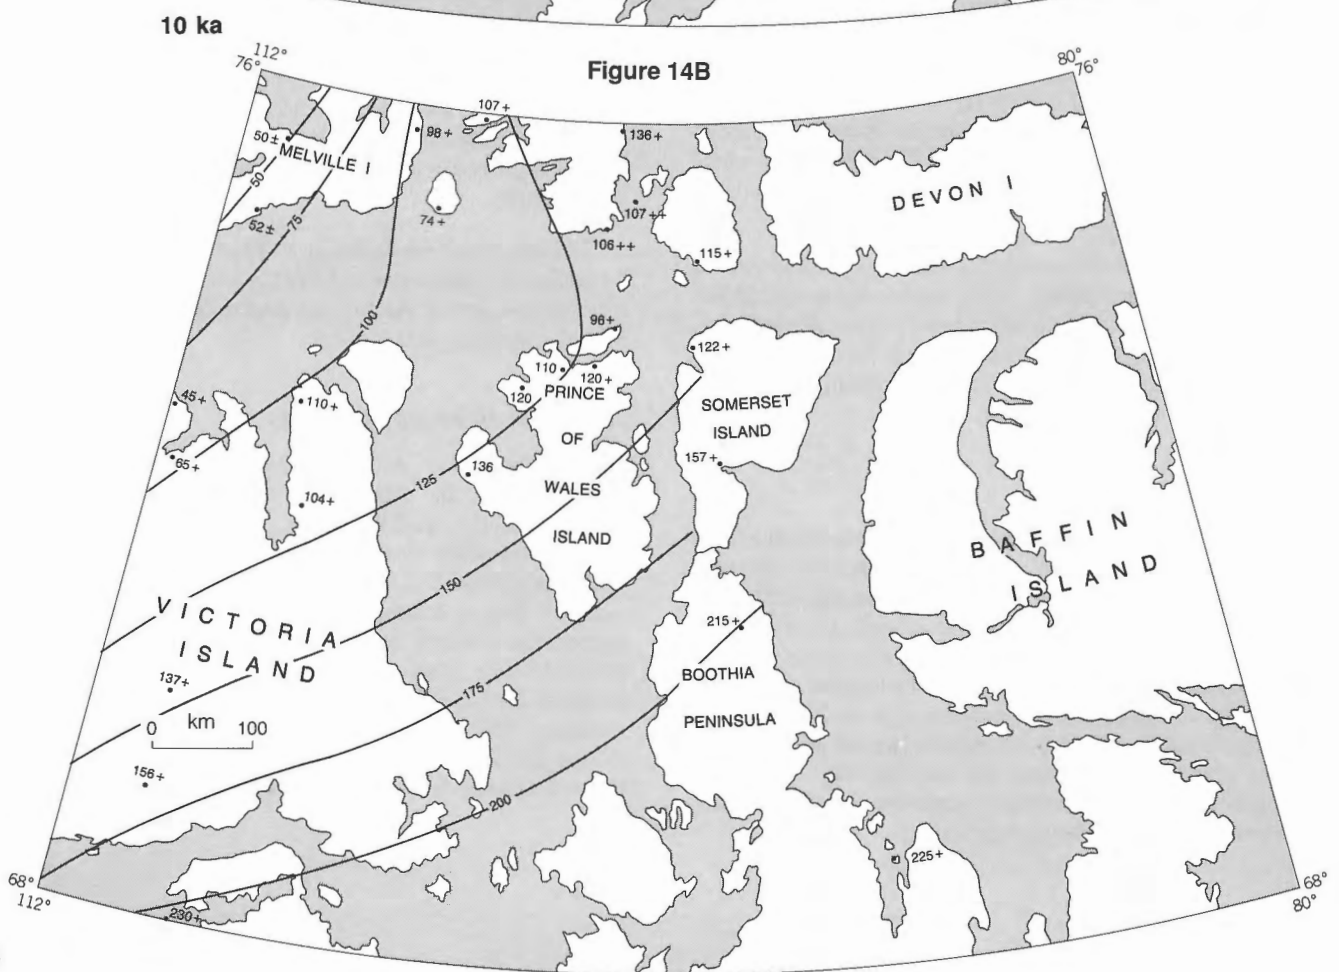 10 ka
Figure 14B
112°
76°
80°
76°
107+
50±
MELVILLE I
98+
136+
DEVON I
50
52±
75
74+
107++
106++
115+
100
96+
122+
110
120+
120
PRINCE
45+
110+
SOMERSET
ISLAND
OF
65+
136
157+
125
WALES
104+
ISLAND
BAFFIN
ISLAND
150
VICTORIA
ISLAND
215+
BOOTHIA
137+
175
PENINSULA
0 km 100
156+
200
225+
68°
112°
230+
68°
80°